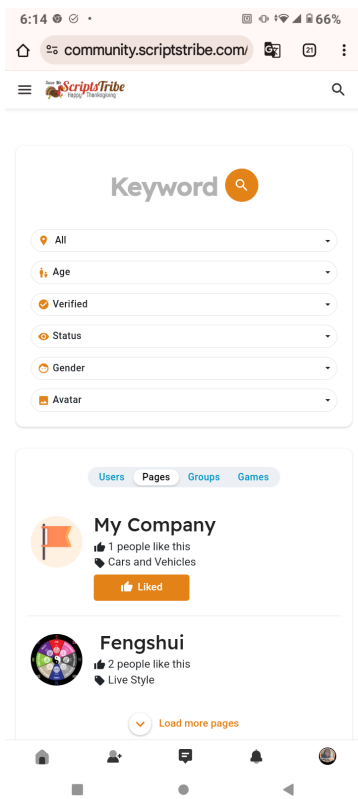 6:14
66%
community.scriptstribe.com/
21
ScriptsTribe
Happy Thanksgiving
Keyword
All
Age
Verified
Status
Gender
Avatar
Users Pages Groups Games
My Company
1 people like this
Cars and Vehicles
Liked
Fengshui
2 people like this
Live Style
Load more pages